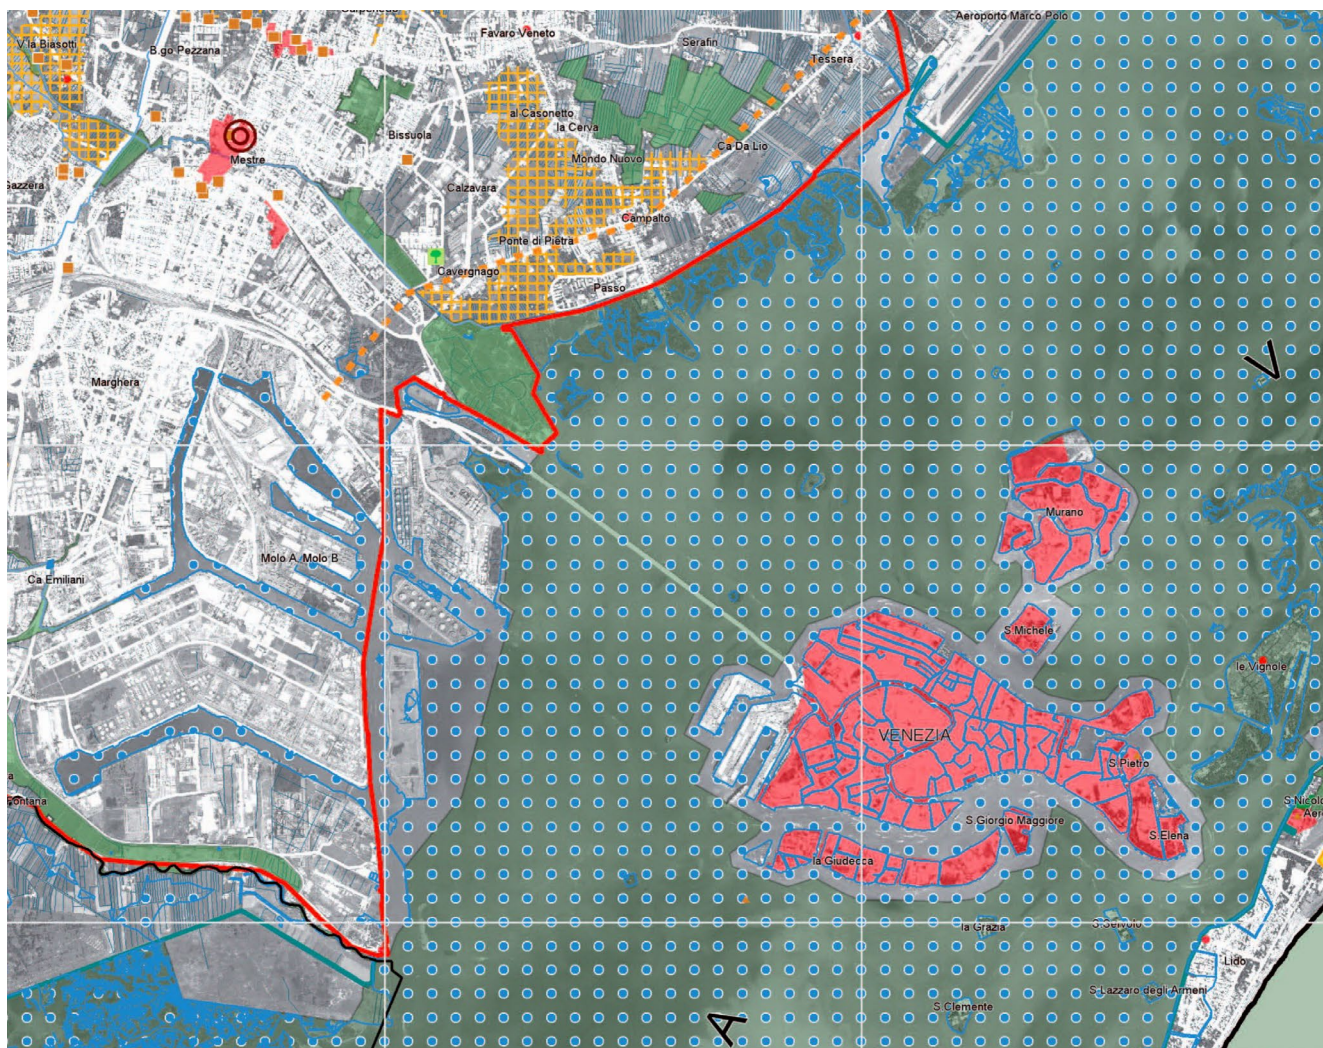 Aeroporto Marco Polo
Favaro Veneto
V la Biasotti
B.go Pezzana
Serafin
Tessera
al Casonetto
la Cerva
Bissuola
Ca Da Lio
Mestre
Mondo Nuovo
Gazzera
Calzavara
Campalto
Ponte di Pietra
Cavergnago
Passo
V
Marghera
Murano
Molo A, Molo B
Ca Emiliani
S.Michele
le Vignole
VENEZIA
S.Pietro
S.Giorgio Maggiore
S.Elena
la Giudecca
la Grazia
S.Servolo
Lido
S.Lazzaro degli Armeni
S.Clemente
A